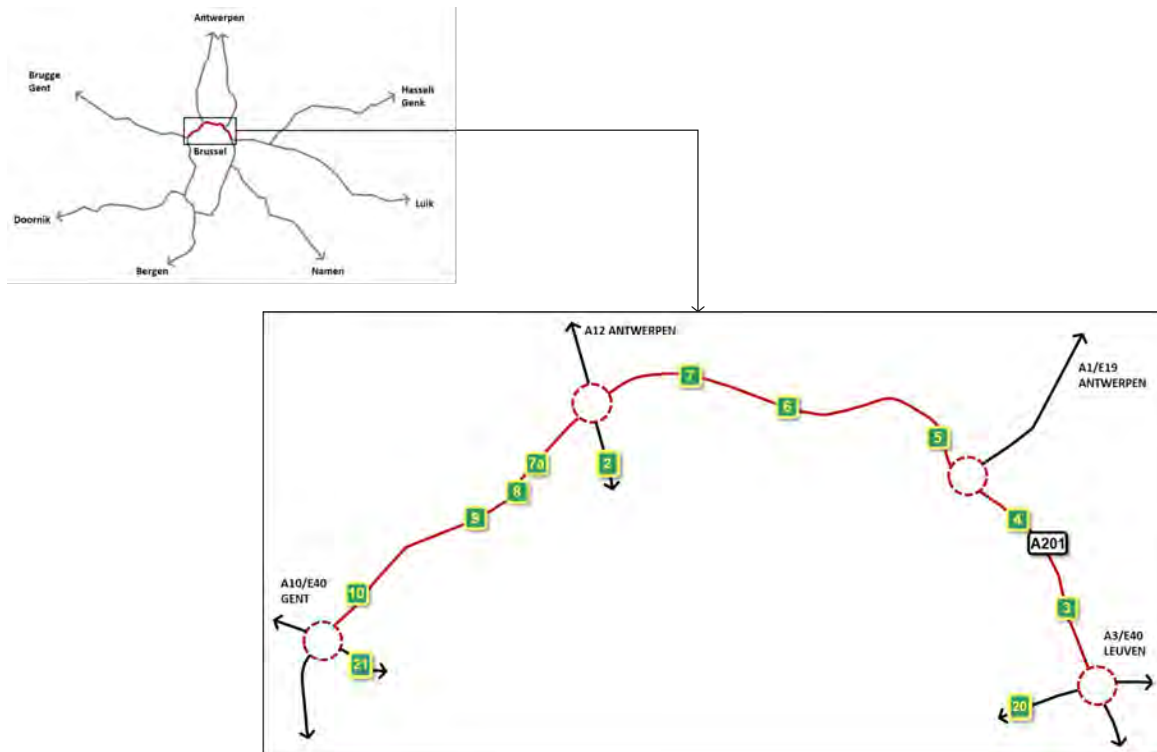 Antwerpen
Brugge
Gent
Hasselt
Genk
Brussel
Luik
Doornik
Bergen
Namen
A12 ANTWERPEN
A1/E19
ANTWERPEN
7
6
5
7a
2
8
9
4
A201
10
3
A10/E40
GENT
21
A3/E40
LEUVEN
20